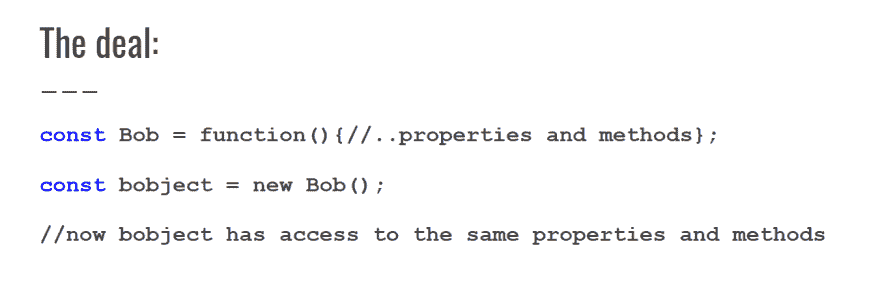 The deal:
---
const Bob = function(){//..properties and methods};
const bobject = new Bob();
//now bobject has access to the same properties and methods